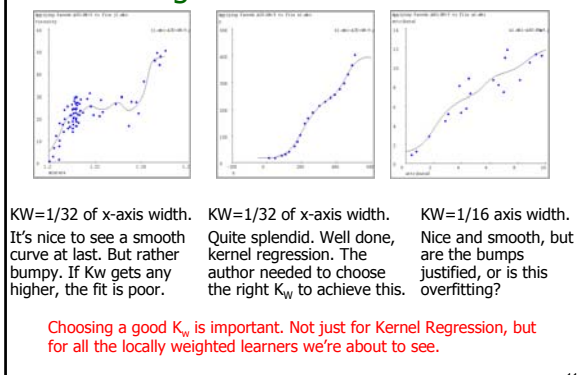 KW=1/32 of x-axis width.
It's nice to see a smooth
curve at last. But rather
bumpy. If Kw gets any
higher, the fit is poor.
KW=1/32 of x-axis width.
Quite splendid. Well done,
kernel regression. The
author needed to choose
the right KW to achieve this.
KW=1/16 axis width.
Nice and smooth, but
are the bumps
justified, or is this
overfitting?
Choosing a good Kw is important. Not just for Kernel Regression, but
for all the locally weighted learners we're about to see.